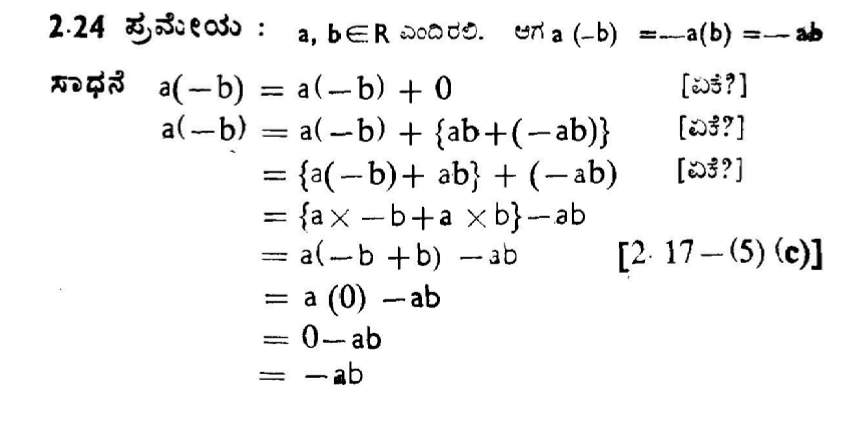 2·24 ಪ್ರಮೇಯ : a, b∈R ಎಂದಿರಲಿ. ಆಗ a (–b) =—a(b) =— ab
ಸಾಧನೆ a(—b) = a(—b) + 0 [ಏಕೆ?]
a(—b) = a(—b) + {ab+(—ab)} [ಏಕೆ?]
= {a(—b)+ ab} + (—ab) [ಏಕೆ?]
= {a× —b+a ×b}—ab
= a(—b +b) —ab [2· 17—(5) (c)]
= a (0) —ab
= 0—ab
= —ab